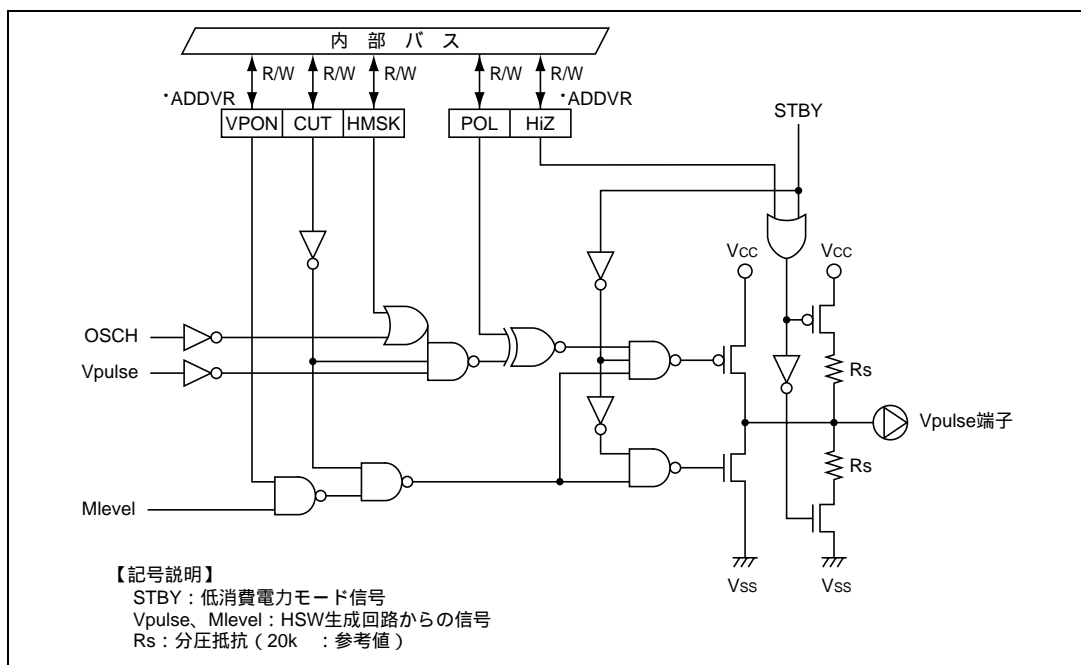 内 部 バ ス
R/W R/W R/W R/W R/W
・ADDVR ・ADDVR
VPON CUT HMSK POL HiZ STBY
VCC VCC
OSCH
Rs
Vpulse
Vpulse端子
Rs
Mlevel
VSS VSS
【記号説明】
STBY：低消費電力モード信号
Vpulse、Mlevel：HSW生成回路からの信号
Rs：分圧抵抗（20k　：参考値）